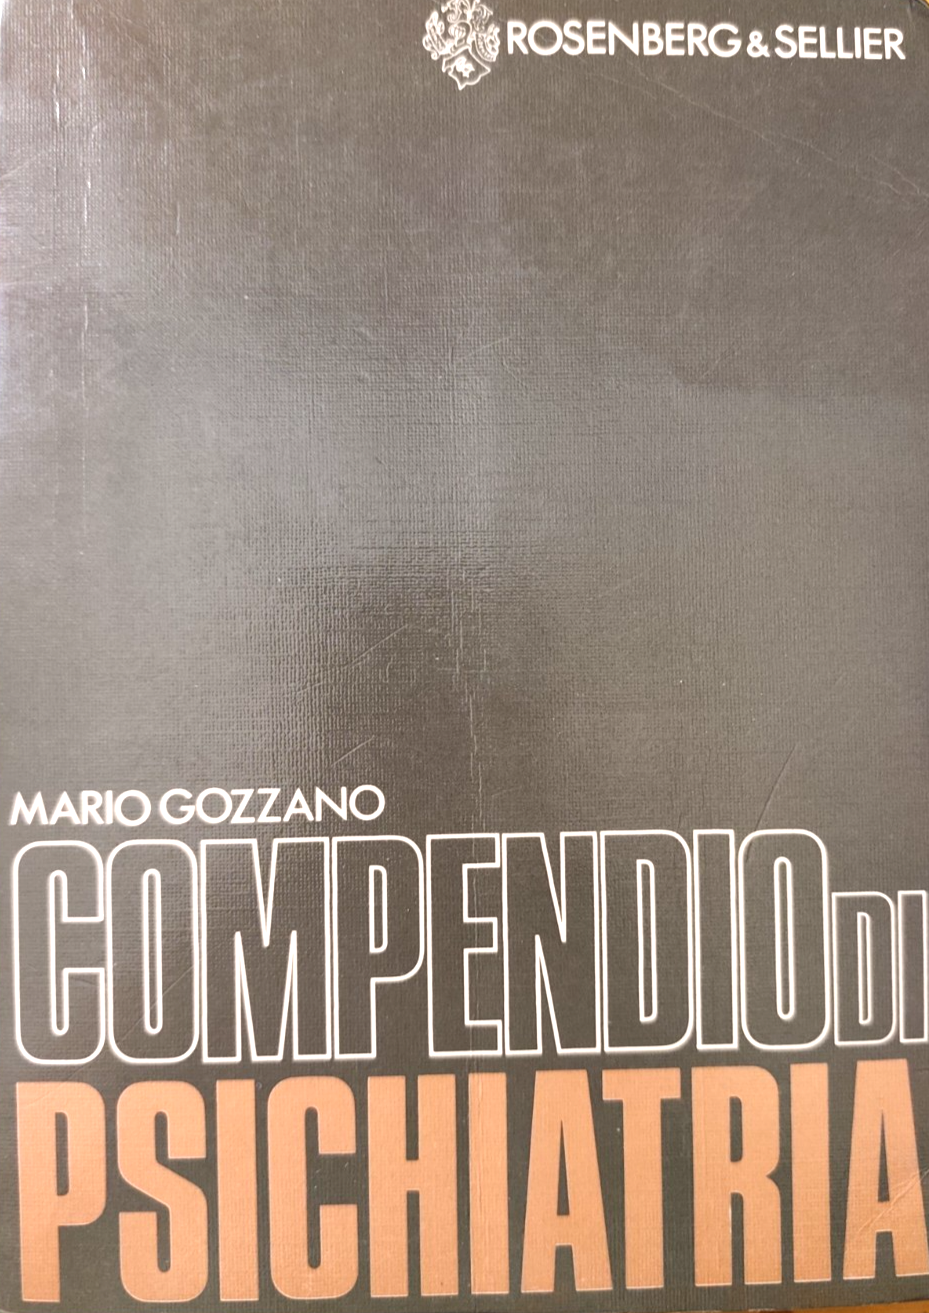 ROSENBERG & SELLIER
MARIO GOZZANO
COMPENDIO DI
PSICHIATRIA